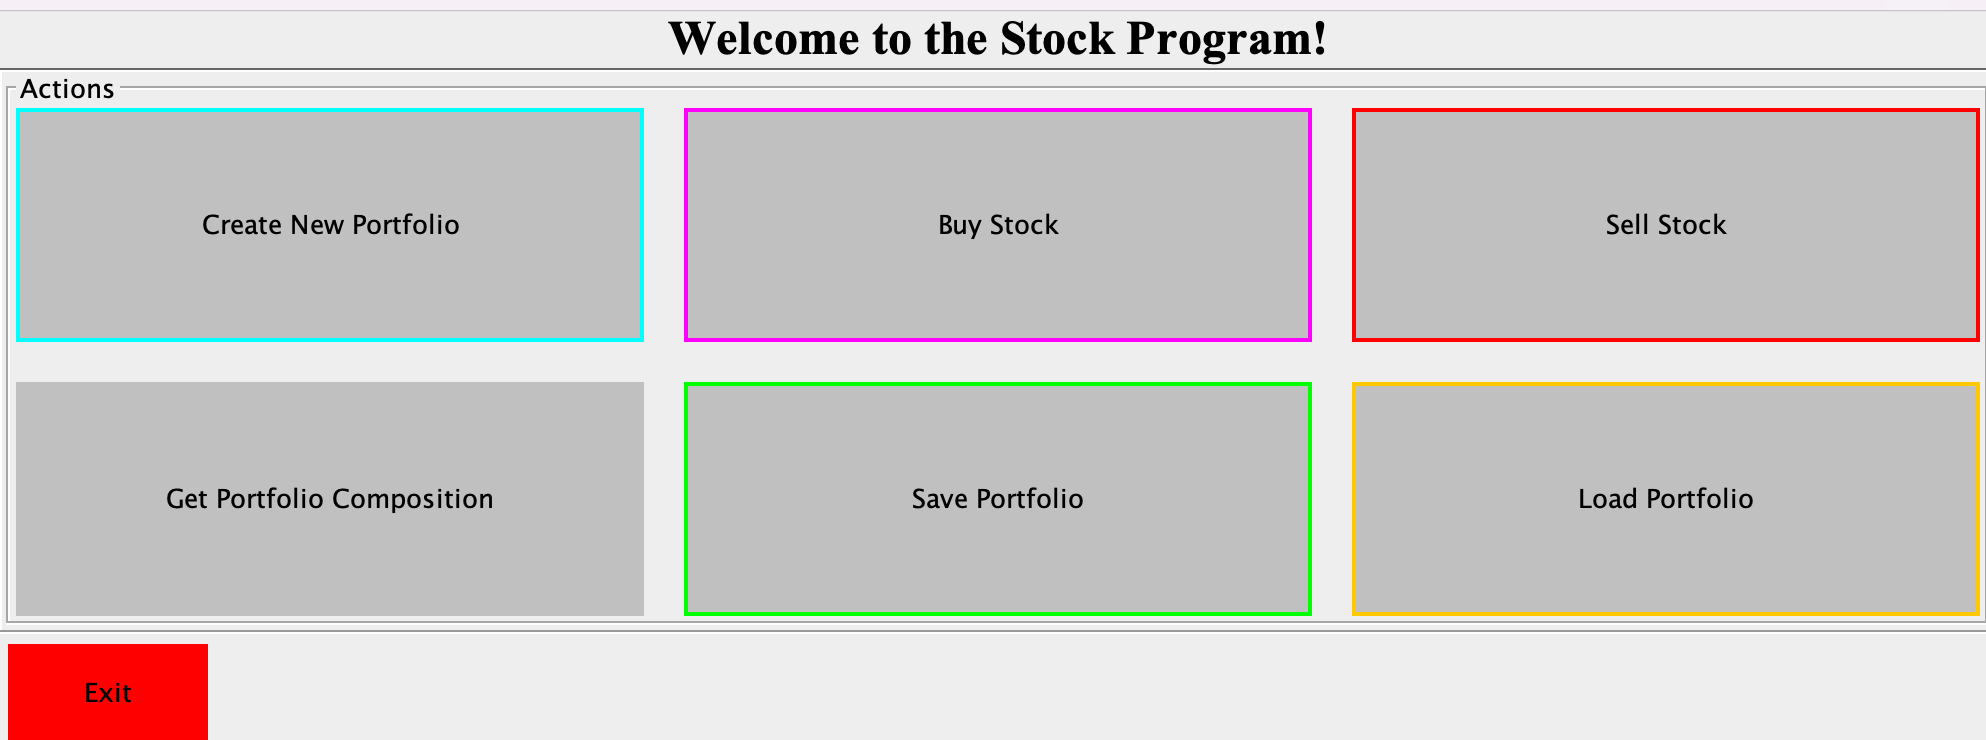 Welcome to the Stock Program!
Actions
Create New Portfolio
Buy Stock
Sell Stock
Get Portfolio Composition
Save Portfolio
Load Portfolio
Exit